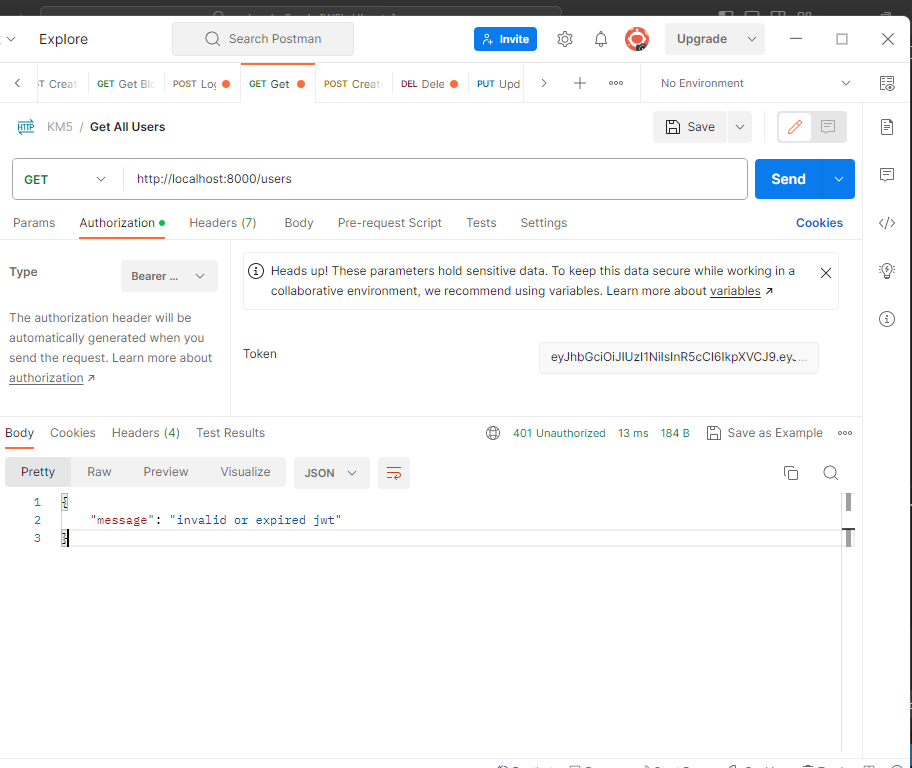 Explore
Search Postman
Invite
Upgrade
ST Create
GET Get Blo
POST Log
GET Get
POST Create
DEL Dele
PUT Upd
No Environment
HTTP
KM5 / Get All Users
Save
GET
http://localhost:8000/users
Send
Params
Authorization
Headers (7)
Body
Pre-request Script
Tests
Settings
Cookies
Type
Bearer ...
The authorization header will be
automatically generated when you
send the request. Learn more about
authorization ↗
Heads up! These parameters hold sensitive data. To keep this data secure while working in a
collaborative environment, we recommend using variables. Learn more about variables ↗
Token
eyJhbGciOiJIUzI1NiIsInR5cCI6IkpXVCJ9.ey...
Body
Cookies
Headers (4)
Test Results
401 Unauthorized
13 ms
184 B
Save as Example
Pretty
Raw
Preview
Visualize
JSON
1 {
2 "message": "invalid or expired jwt"
3 }